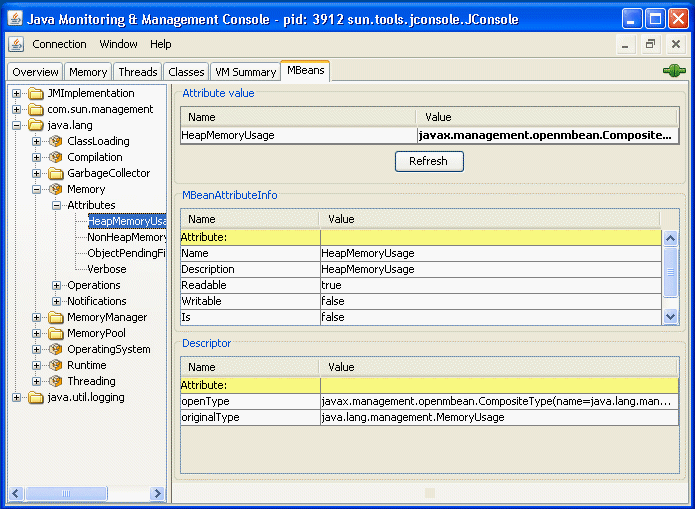 Java Monitoring & Management Console - pid: 3912 sun.tools.jconsole.JConsole
Connection Window Help
Overview Memory Threads Classes VM Summary MBeans
JMImplementation
com.sun.management
java.lang
ClassLoading
Compilation
GarbageCollector
Memory
Attributes
HeapMemoryUsa
NonHeapMemory
ObjectPendingFi
Verbose
Operations
Notifications
MemoryManager
MemoryPool
OperatingSystem
Runtime
Threading
java.util.logging
Attribute value
Name Value
HeapMemoryUsage javax.management.openmbean.Composite...
Refresh
MBeanAttributeInfo
Name Value
Attribute:
Name HeapMemoryUsage
Description HeapMemoryUsage
Readable true
Writable false
Is false
Descriptor
Name Value
Attribute:
openType javax.management.openmbean.CompositeType(name=java.lang.man...
originalType java.lang.management.MemoryUsage